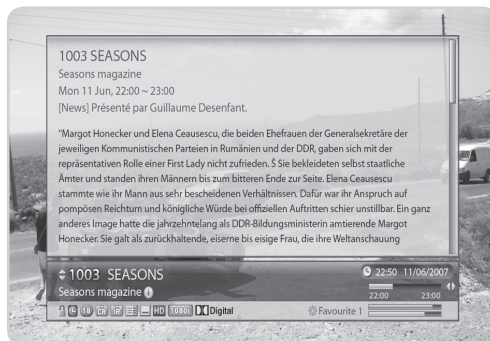 1003 SEASONS
Seasons magazine
Mon 11 Jun, 22:00 ~ 23:00
[News] Présenté par Guillaume Desenfant.
"Margot Honecker und Elena Ceausescu, die beiden Ehefrauen der Generalsekretäre der
jeweiligen Kommunistischen Parteien in Rumänien und der DDR, gaben sich mit der
repräsentativen Rolle einer First Lady nicht zufrieden. Š Sie bekleideten selbst staatliche
Ämter und standen ihren Männern bis zum bitteren Ende zur Seite. Elena Ceausescu
stammte wie ihr Mann aus sehr bescheidenen Verhältnissen. Dafür war ihr Anspruch auf
pompösen Reichtum und königliche Würde bei offiziellen Auftritten schier unstillbar. Ein ganz
anderes Image hatte die jahrzehntelang als DDR-Bildungsministerin amtierende Margot
Honecker. Sie galt als zurückhaltende, eiserne bis eisige Frau, die ihre Weltanschauung
1003 SEASONS
22:50 11/06/2007
Seasons magazine
22:00 23:00
18 HD 1080i Digital
Favourite 1